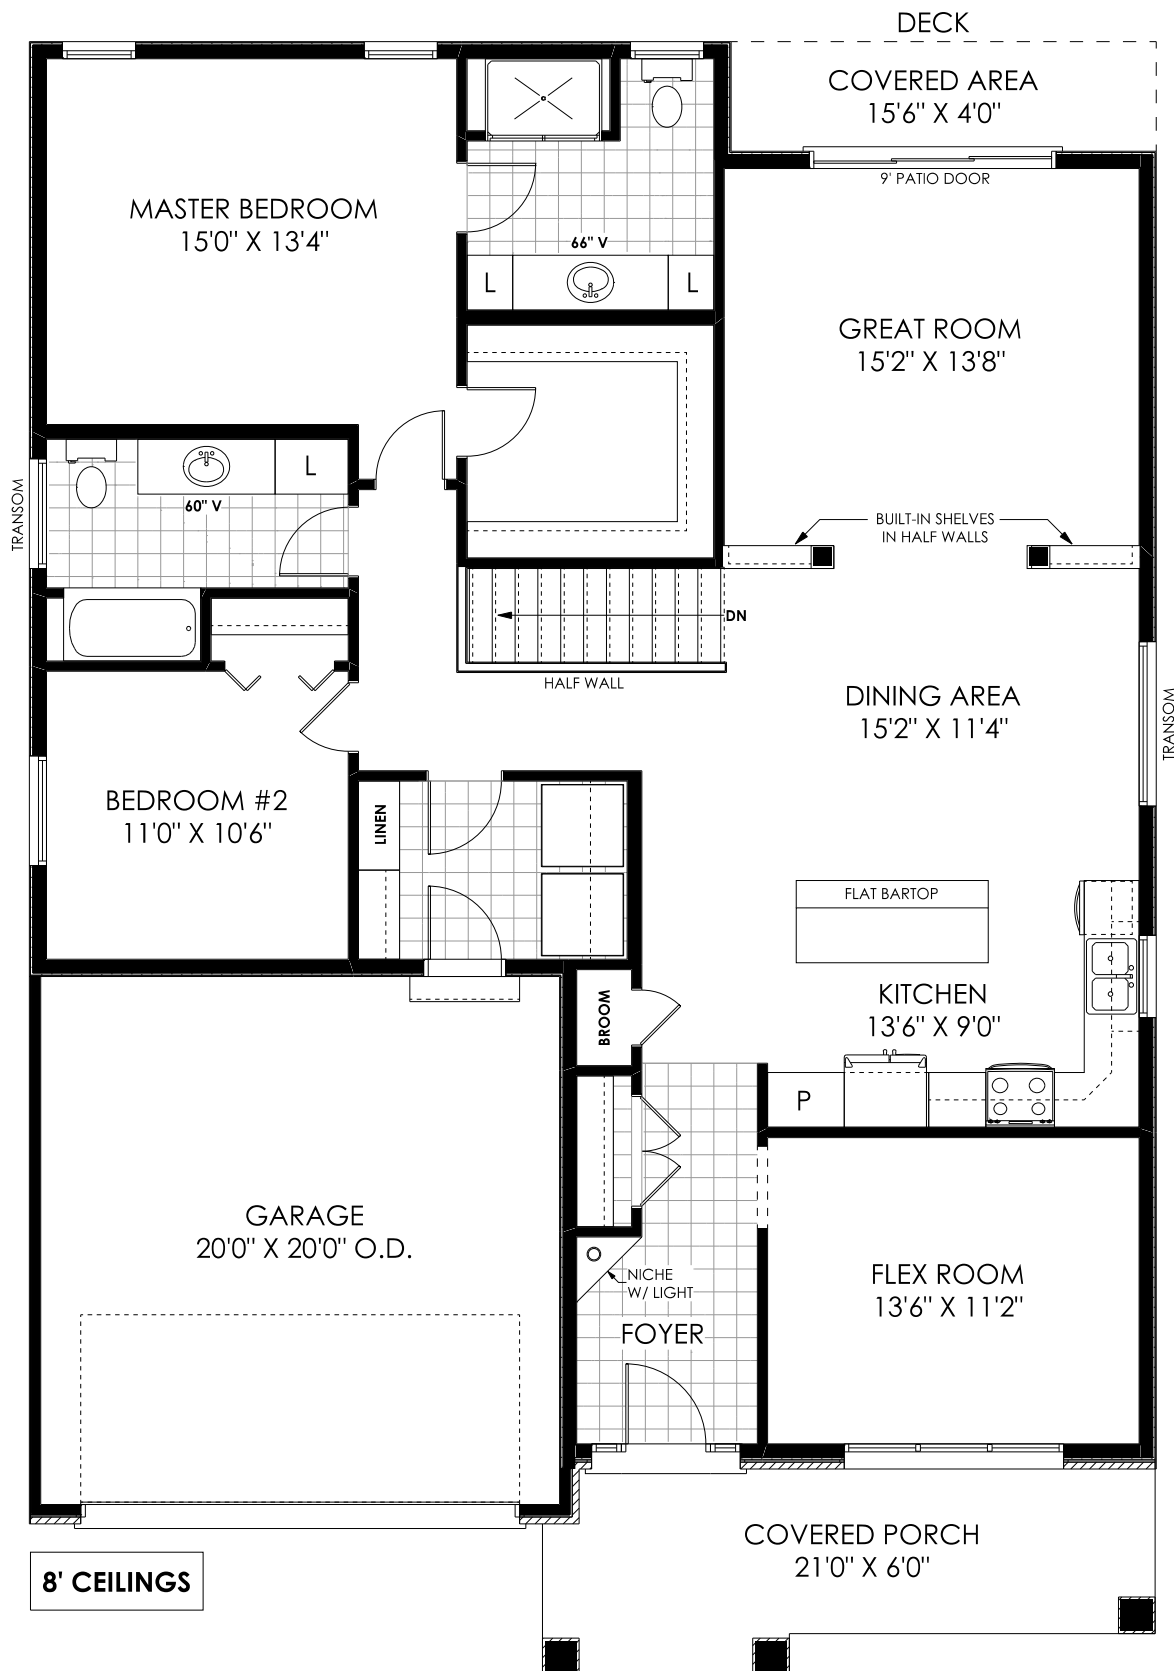 DECK
COVERED AREA
15'6" X 4'0"
9' PATIO DOOR
MASTER BEDROOM
15'0" X 13'4"
66" V
L
L
GREAT ROOM
15'2" X 13'8"
L
60" V
TRANSOM
BUILT-IN SHELVES
IN HALF WALLS
DN
HALF WALL
DINING AREA
15'2" X 11'4"
TRANSOM
BEDROOM #2
11'0" X 10'6"
LINEN
FLAT BARTOP
KITCHEN
13'6" X 9'0"
BROOM
P
GARAGE
20'0" X 20'0" O.D.
NICHE
W/ LIGHT
FOYER
FLEX ROOM
13'6" X 11'2"
COVERED PORCH
21'0" X 6'0"
8' CEILINGS